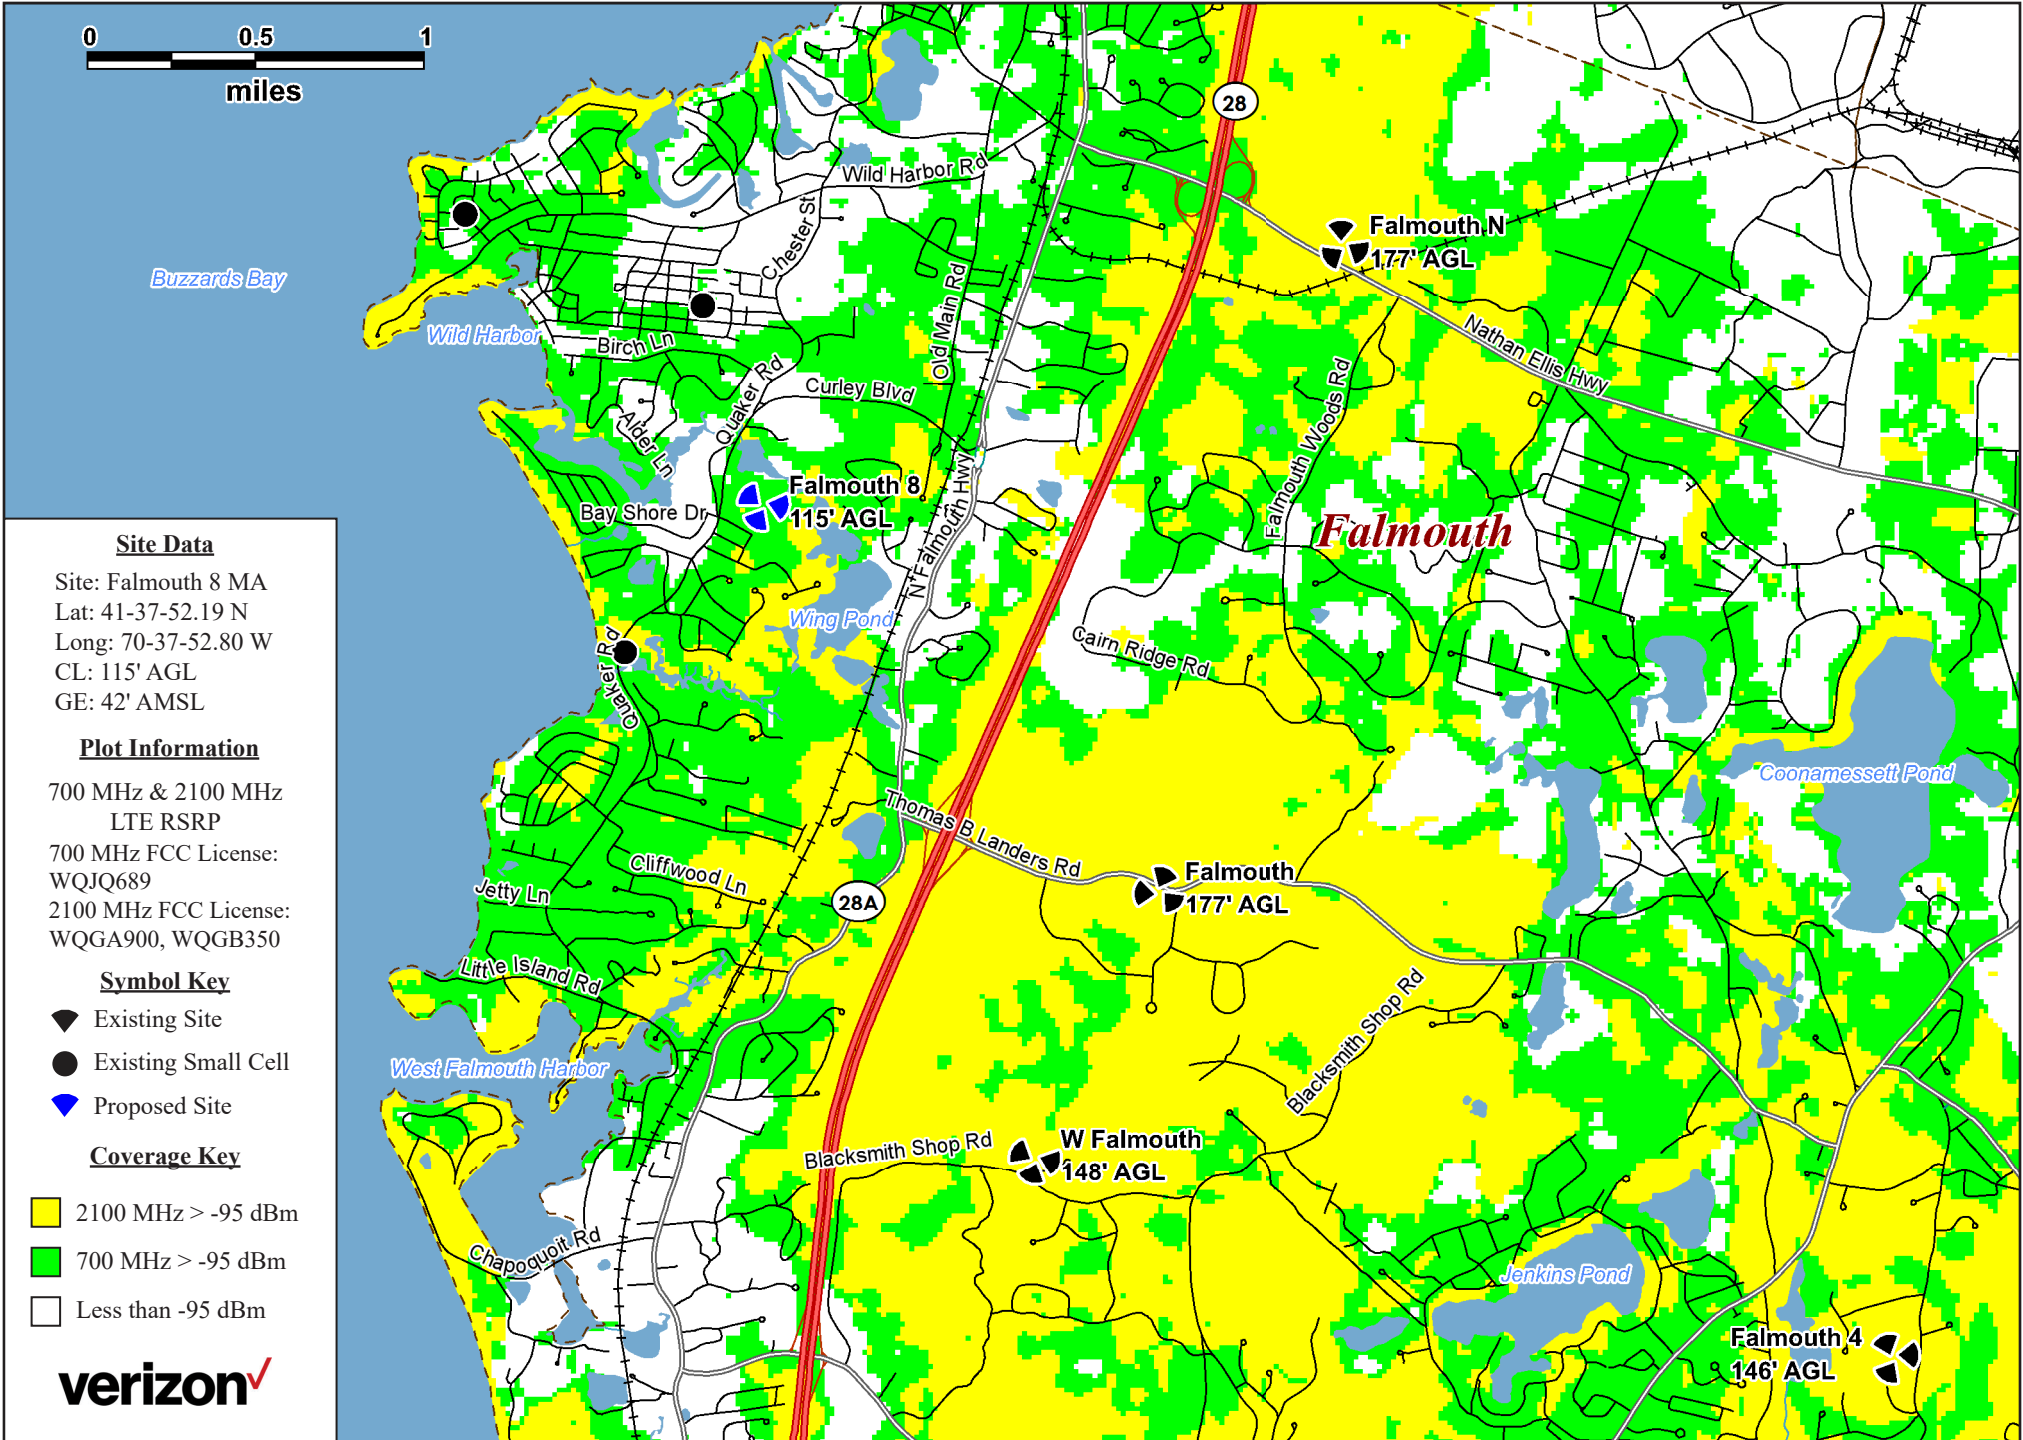 0 0.5 1
miles
28
Wild Harbor Rd
Chester St
Falmouth N
177' AGL
Buzzards Bay
Wild Harbor
Birch Ln
Old Main Rd
Nathan Ellis Hwy
Quaker Rd
Curley Blvd
Alder Ln
Falmouth Woods Rd
Falmouth 8
115' AGL
Bay Shore Dr
N Falmouth Hwy
Falmouth
Wing Pond
Cairn Ridge Rd
Quaker Rd
Coonamessett Pond
Thomas B Landers Rd
Cliffwood Ln
Jetty Ln
28A
Falmouth
177' AGL
Little Island Rd
Blacksmith Shop Rd
West Falmouth Harbor
Blacksmith Shop Rd
W Falmouth
148' AGL
Chapoquoit Rd
Jenkins Pond
Falmouth 4
146' AGL
Site Data
Site: Falmouth 8 MA
Lat: 41-37-52.19 N
Long: 70-37-52.80 W
CL: 115' AGL
GE: 42' AMSL
Plot Information
700 MHz & 2100 MHz
LTE RSRP
700 MHz FCC License:
WQJQ689
2100 MHz FCC License:
WQGA900, WQGB350
Symbol Key
Existing Site
Existing Small Cell
Proposed Site
Coverage Key
2100 MHz > -95 dBm
700 MHz > -95 dBm
Less than -95 dBm
verizon